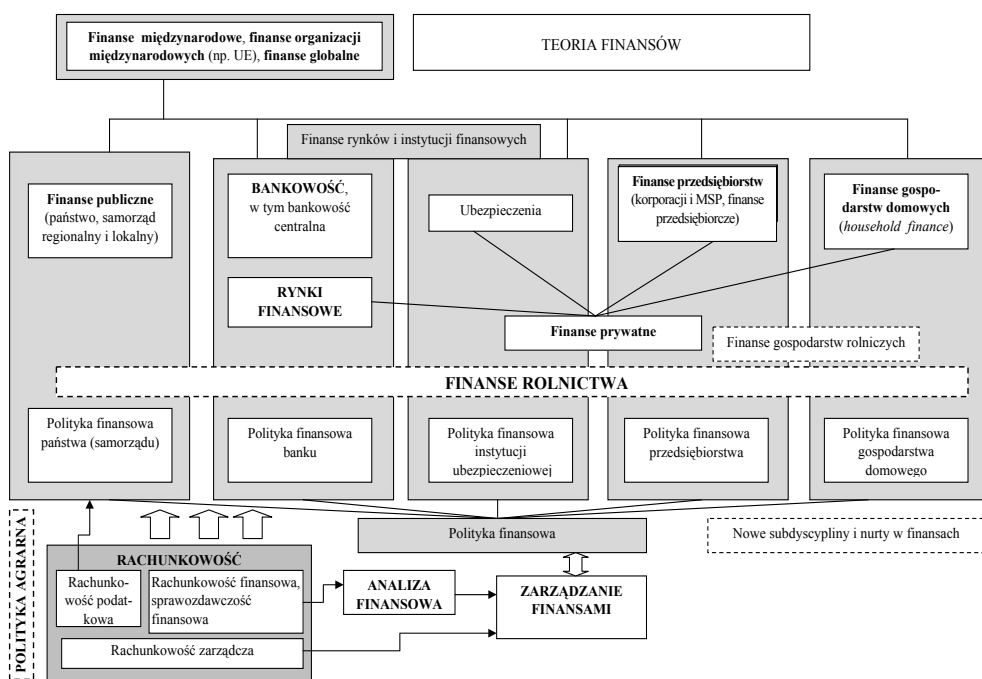 Finanse międzynarodowe, finanse organizacji
międzynarodowych (np. UE), finanse globalne
TEORIA FINANSÓW
Finanse rynków i instytucji finansowych
Finanse publiczne
(państwo, samorząd
regionalny i lokalny)
BANKOWOŚĆ,
w tym bankowość
centralna
Ubezpieczenia
Finanse przedsiębiorstw
(korporacji i MSP, finanse
przedsiębiorcze)
Finanse gospo-
darstw domowych
(household finance)
RYNKI
FINANSOWE
Finanse prywatne
Finanse gospodarstw rolniczych
FINANSE ROLNICTWA
Polityka finansowa
państwa (samorządu)
Polityka finansowa
banku
Polityka finansowa
instytucji
ubezpieczeniowej
Polityka finansowa
przedsiębiorstwa
Polityka finansowa
gospodarstwa
domowego
POLITYKA AGRARNA
Polityka finansowa
Nowe subdyscypliny i nurty w finansach
RACHUNKOWOŚĆ
Rachunko-
wość podat-
kowa
Rachunkowość finansowa,
sprawozdawczość
finansowa
ANALIZA
FINANSOWA
ZARZĄDZANIE
FINANSAMI
Rachunkowość zarządcza